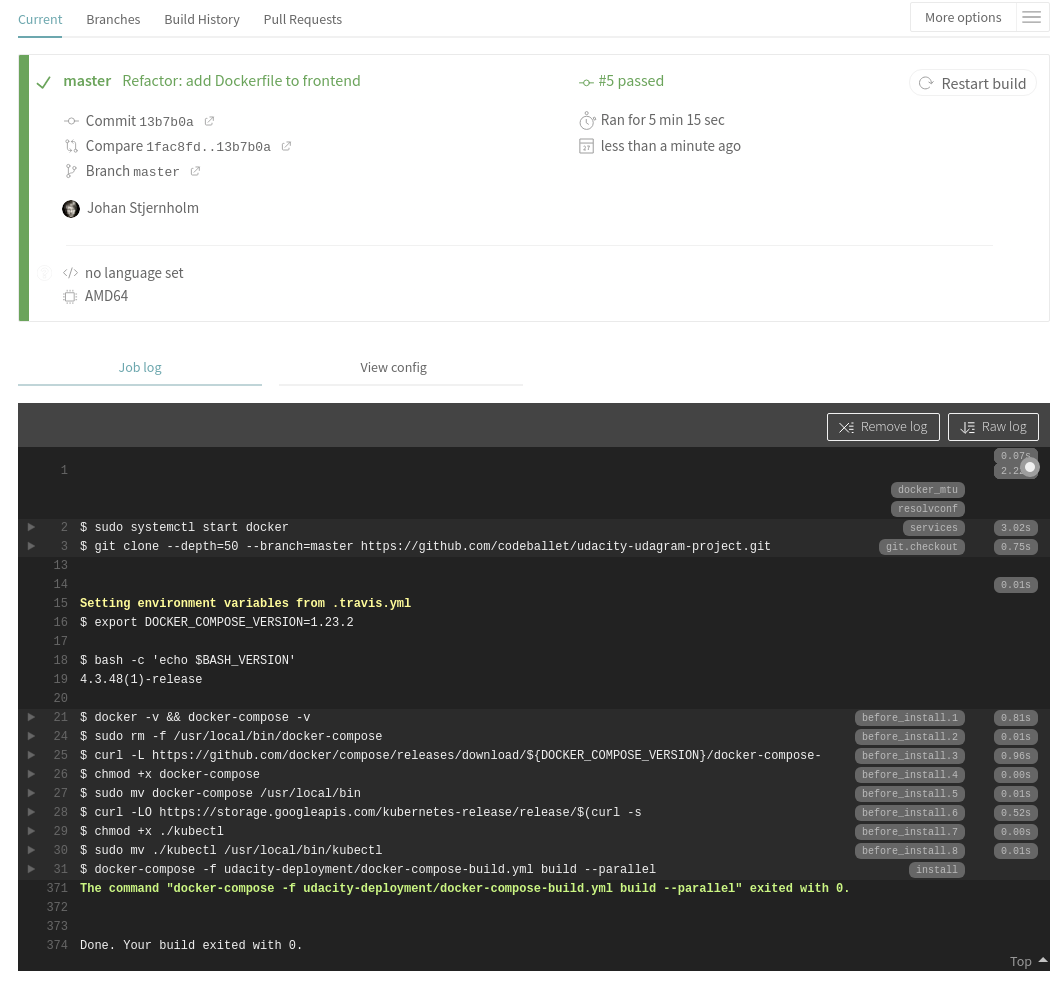 Current Branches Build History Pull Requests More options
master Refactor: add Dockerfile to frontend #5 passed Restart build
Commit 13b7b0a Ran for 5 min 15 sec
Compare 1fac8fd..13b7b0a less than a minute ago
Branch master
Johan Stjernholm
</> no language set
AMD64
Job log View config
Remove log Raw log
0.07s
1
docker_mtu
resolvconf
2 $ sudo systemctl start docker services 3.02s
3 $ git clone --depth=50 --branch=master https://github.com/codeballet/udacity-udagram-project.git git.checkout 0.75s
13
14 0.01s
15 Setting environment variables from .travis.yml
16 $ export DOCKER_COMPOSE_VERSION=1.23.2
17
18 $ bash -c 'echo $BASH_VERSION'
19 4.3.48(1)-release
20
21 $ docker -v && docker-compose -v before_install.1 0.81s
24 $ sudo rm -f /usr/local/bin/docker-compose before_install.2 0.01s
25 $ curl -L https://github.com/docker/compose/releases/download/${DOCKER_COMPOSE_VERSION}/docker-compose- before_install.3 0.96s
26 $ chmod +x docker-compose before_install.4 0.00s
27 $ sudo mv docker-compose /usr/local/bin before_install.5 0.01s
28 $ curl -LO https://storage.googleapis.com/kubernetes-release/release/$(curl -s before_install.6 0.52s
29 $ chmod +x ./kubectl before_install.7 0.00s
30 $ sudo mv ./kubectl /usr/local/bin/kubectl before_install.8 0.01s
31 $ docker-compose -f udacity-deployment/docker-compose-build.yml build --parallel install
371 The command "docker-compose -f udacity-deployment/docker-compose-build.yml build --parallel" exited with 0.
372
373
374 Done. Your build exited with 0.
Top